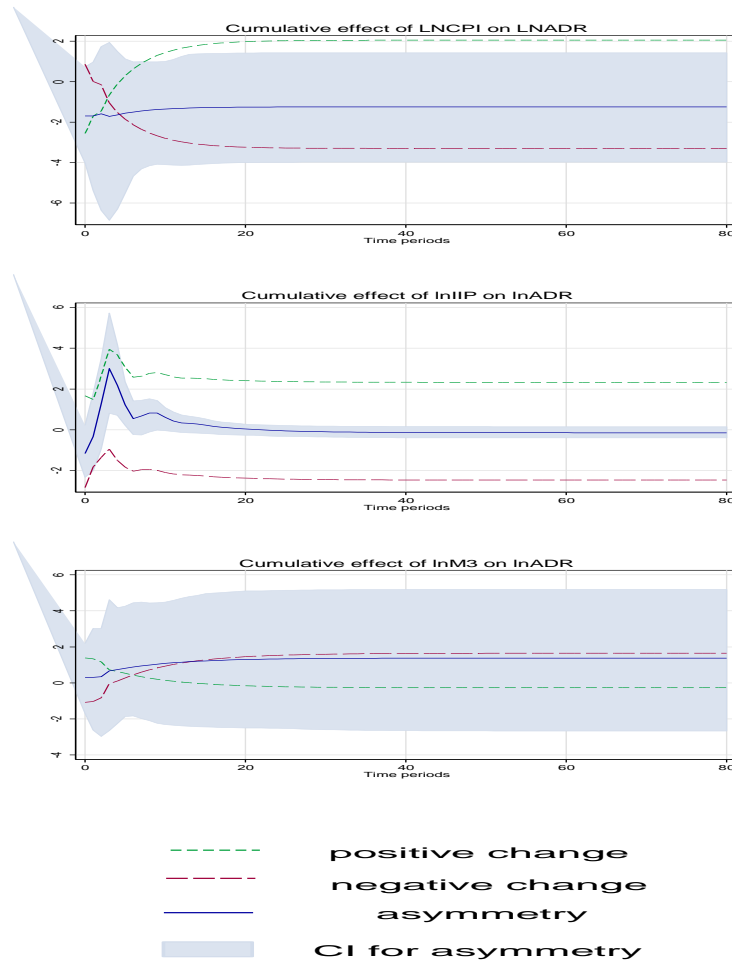 Cumulative effect of LNCPI on LNADR
2
0
-2
-4
-6
0 20 40 60 80
Time periods
Cumulative effect of lnIIP on lnADR
6
4
2
0
-2
0 20 40 60 80
Time periods
Cumulative effect of lnM3 on lnADR
6
4
2
0
-2
-4
0 20 40 60 80
Time periods
positive change
negative change
asymmetry
CI for asymmetry